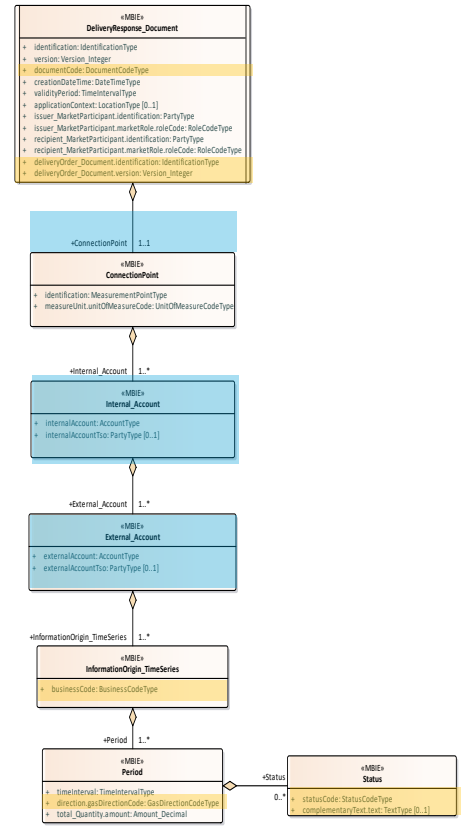 «MBIE»
DeliveryResponse_Document
+ identification: IdentificationType
+ version: Version_Integer
+ documentCode: DocumentCodeType
+ creationDateTime: DateTimeType
+ validityPeriod: TimeIntervalType
+ applicationContext: LocationType [0..1]
+ issuer_MarketParticipant.identification: PartyType
+ issuer_MarketParticipant.marketRole.roleCode: RoleCodeType
+ recipient_MarketParticipant.identification: PartyType
+ recipient_MarketParticipant.marketRole.roleCode: RoleCodeType
+ deliveryOrder_Document.identification: IdentificationType
+ deliveryOrder_Document.version: Version_Integer
+ConnectionPoint 1..1
«MBIE»
ConnectionPoint
+ identification: MeasurementPointType
+ measureUnit.unitOfMeasureCode: UnitOfMeasureCodeType
+Internal_Account 1..*
«MBIE»
Internal_Account
+ internalAccount: AccountType
+ internalAccountTso: PartyType [0..1]
+External_Account 1..*
«MBIE»
External_Account
+ externalAccount: AccountType
+ externalAccountTso: PartyType [0..1]
+InformationOrigin_TimeSeries 1..*
«MBIE»
InformationOrigin_TimeSeries
+ businessCode: BusinessCodeType
+Period 1..*
«MBIE»
Period
+ timeInterval: TimeIntervalType
+ direction.gasDirectionCode: GasDirectionCodeType
+ total_Quantity.amount: Amount_Decimal
+Status
0..*
«MBIE»
Status
+ statusCode: StatusCodeType
+ complementaryText.text: TextType [0..1]